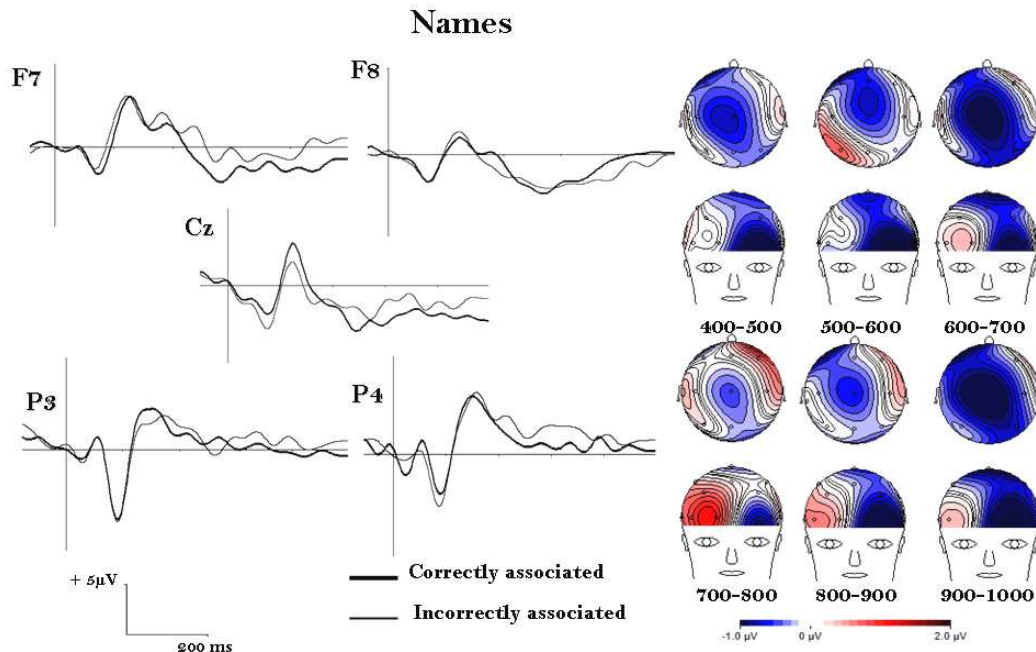 Names
F7
F8
Cz
400-500
500-600
600-700
P3
P4
+ 5µV
200 ms
Correctly associated
Incorrectly associated
700-800
800-900
900-1000
-1.0 µV
0 µV
2.0 µV